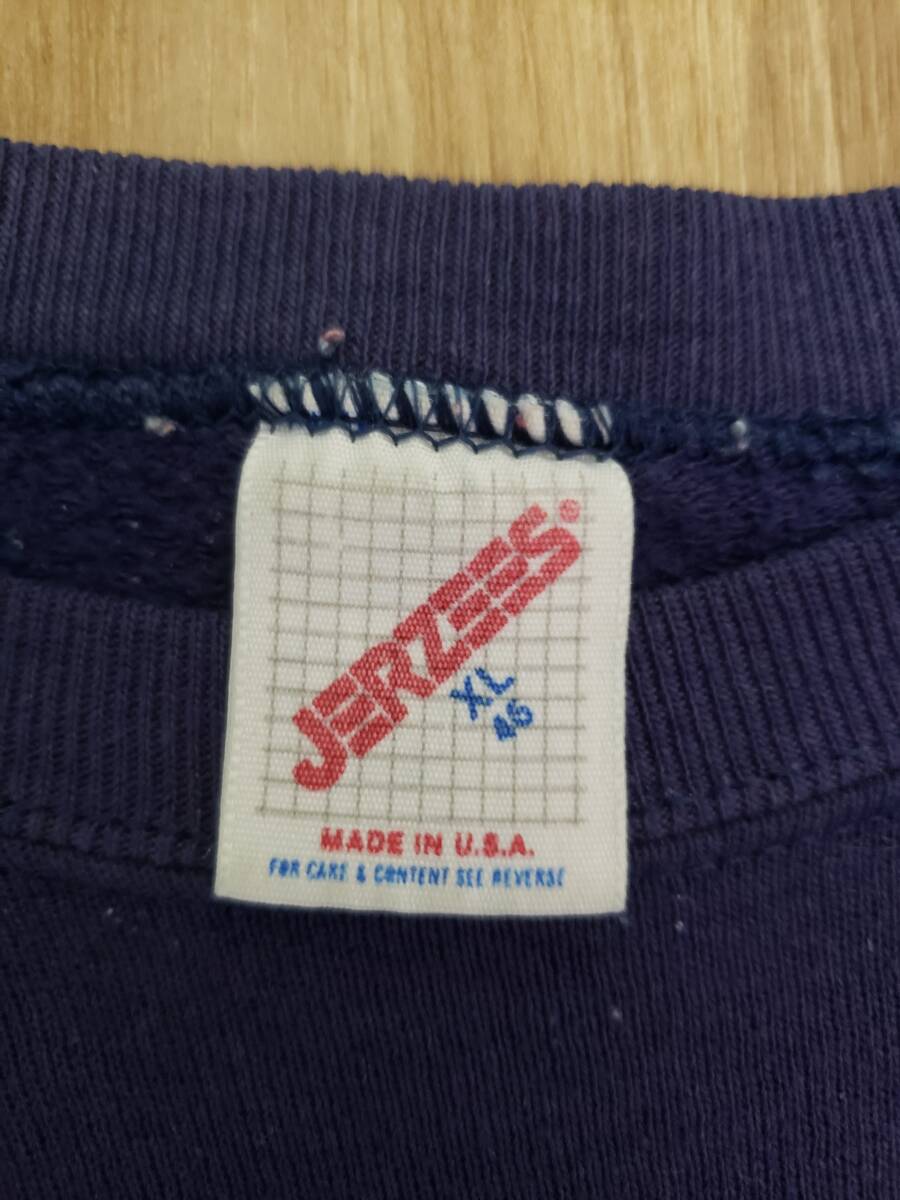 JERZEES®
XL
46
MADE IN U.S.A.
FOR CARE & CONTENT SEE REVERSE